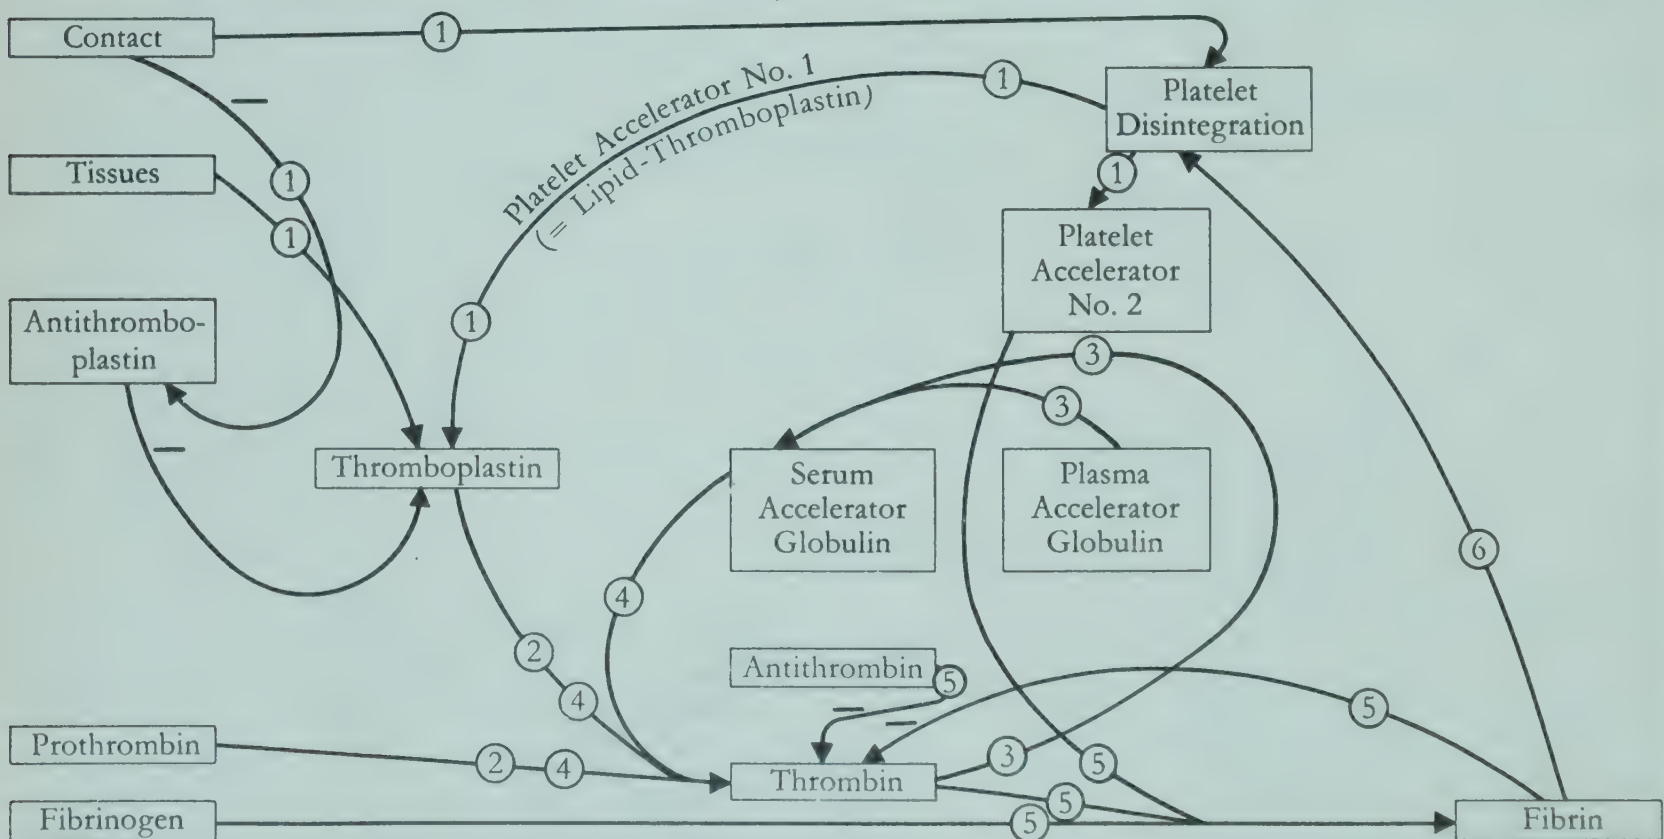 Contact
1
Platelet Accelerator No. 1
(= Lipid-Thromboplastin)
1
Platelet
Disintegration
–
Tissues
1
1
1
Platelet
Accelerator
No. 2
Antithrombo-
plastin
1
3
3
–
Thromboplastin
Serum
Accelerator
Globulin
Plasma
Accelerator
Globulin
6
4
2
Antithrombin
5
4
–
–
5
Prothrombin
2
4
Thrombin
3
5
5
Fibrinogen
5
Fibrin